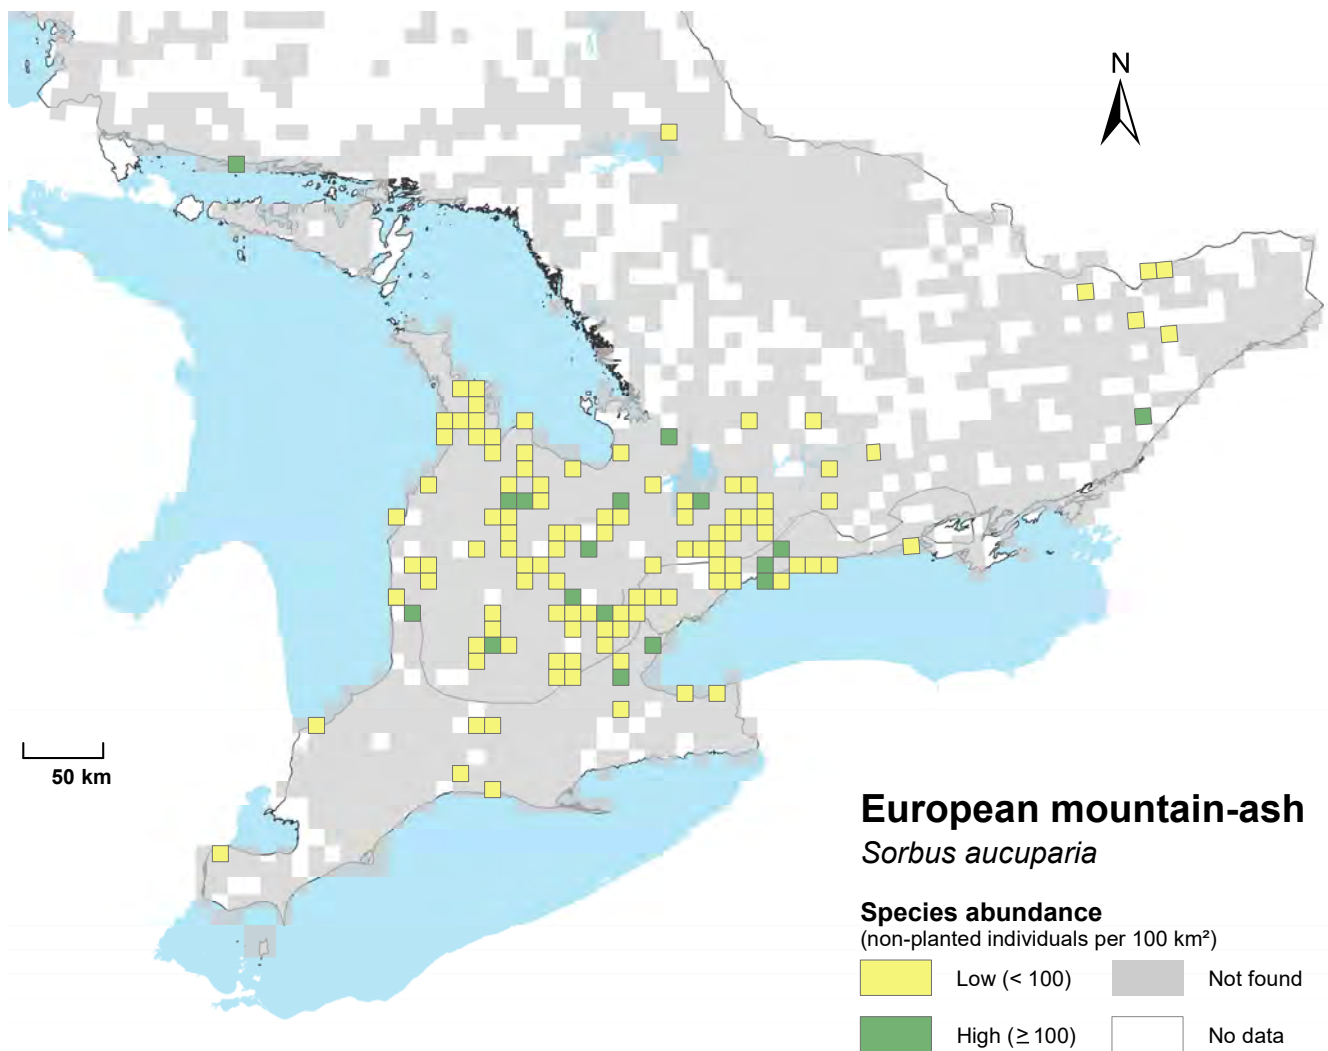 N
50 km
European mountain-ash
Sorbus aucuparia
Species abundance
(non-planted individuals per 100 km²)
Low (< 100)
Not found
High (≥ 100)
No data